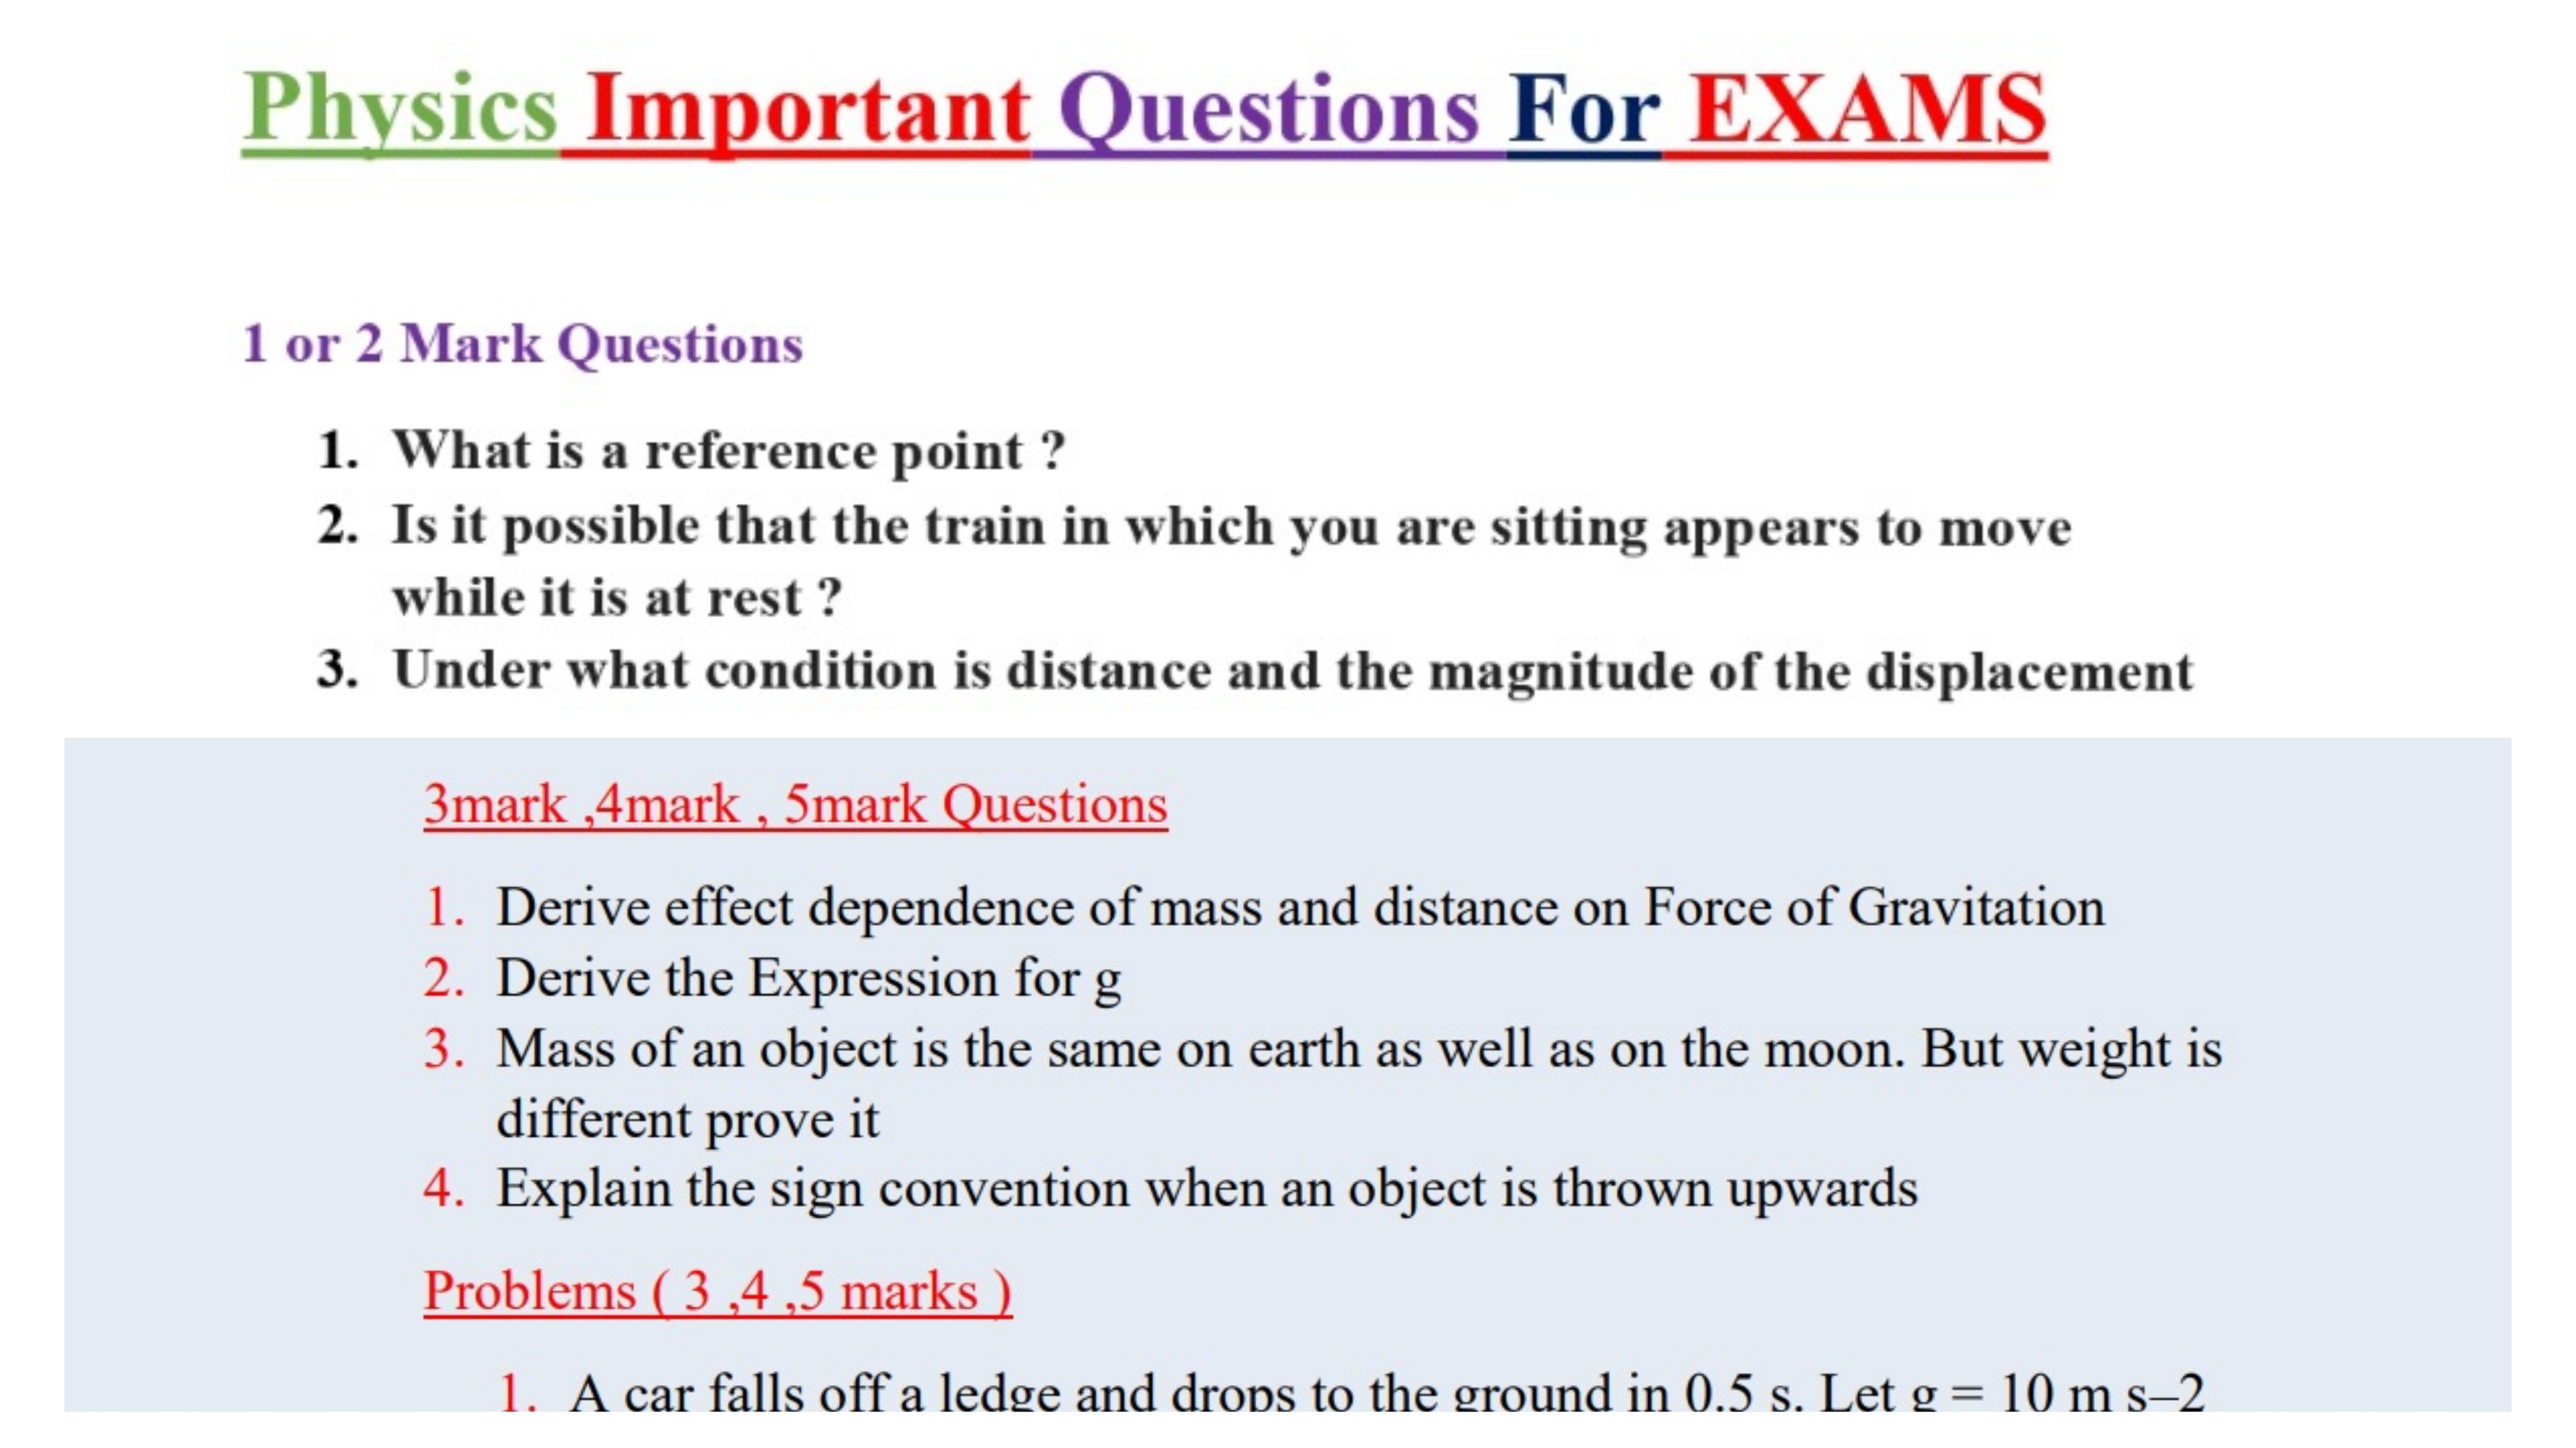 Physics Important Questions For EXAMS
1 or 2 Mark Questions
1. What is a reference point ?
2. Is it possible that the train in which you are sitting appears to move
while it is at rest ?
3. Under what condition is distance and the magnitude of the displacement
3mark ,4mark , 5mark Questions
1. Derive effect dependence of mass and distance on Force of Gravitation
2. Derive the Expression for g
3. Mass of an object is the same on earth as well as on the moon. But weight is
different prove it
4. Explain the sign convention when an object is thrown upwards
Problems ( 3 ,4 ,5 marks )
1. A car falls off a ledge and drops to the ground in 0.5 s. Let g = 10 m s–2